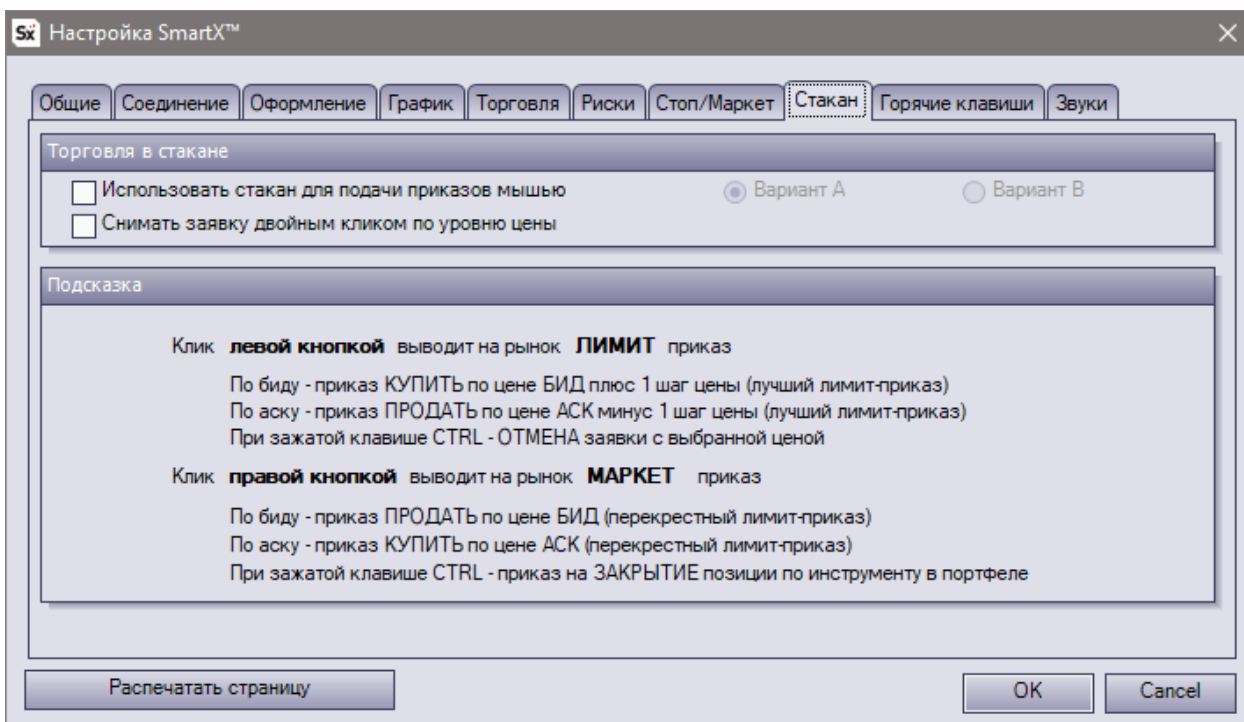 Sx Настройка SmartX™
Общие Соединение Оформление График Торговля Риски Стоп/Маркет Стакан Горячие клавиши Звуки
Торговля в стакане
Использовать стакан для подачи приказов мышью Вариант A Вариант B
Снимать заявку двойным кликом по уровню цены
Подсказка
Клик левой кнопкой выводит на рынок ЛИМИТ приказ
По биду - приказ КУПИТЬ по цене БИД плюс 1 шаг цены (лучший лимит-приказ)
По аску - приказ ПРОДАТЬ по цене АСК минус 1 шаг цены (лучший лимит-приказ)
При зажатой клавише CTRL - ОТМЕНА заявки с выбранной ценой
Клик правой кнопкой выводит на рынок МАРКЕТ приказ
По биду - приказ ПРОДАТЬ по цене БИД (перекрестный лимит-приказ)
По аску - приказ КУПИТЬ по цене АСК (перекрестный лимит-приказ)
При зажатой клавише CTRL - приказ на ЗАКРЫТИЕ позиции по инструменту в портфеле
Распечатать страницу OK Cancel